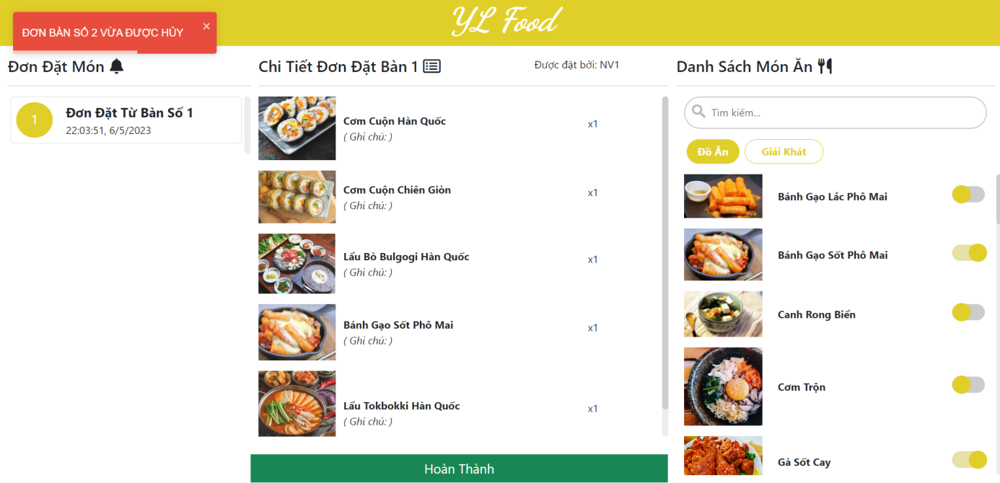 YL Food
ĐƠN BÀN SỐ 2 VỪA ĐƯỢC HỦY
Đơn Đặt Món
1
Đơn Đặt Từ Bàn Số 1
22:03:51, 6/5/2023
Chi Tiết Đơn Đặt Bàn 1
Được đặt bởi: NV1
Cơm Cuộn Hàn Quốc
x1
( Ghi chú: )
Cơm Cuộn Chiên Giòn
x1
( Ghi chú: )
Lẩu Bò Bulgogi Hàn Quốc
x1
( Ghi chú: )
Bánh Gạo Sốt Phô Mai
x1
( Ghi chú: )
Lẩu Tokbokki Hàn Quốc
x1
( Ghi chú: )
Hoàn Thành
Danh Sách Món Ăn
Tìm kiếm...
Đồ Ăn
Giải Khát
Bánh Gạo Lắc Phô Mai
Bánh Gạo Sốt Phô Mai
Canh Rong Biển
Cơm Trộn
Gà Sốt Cay